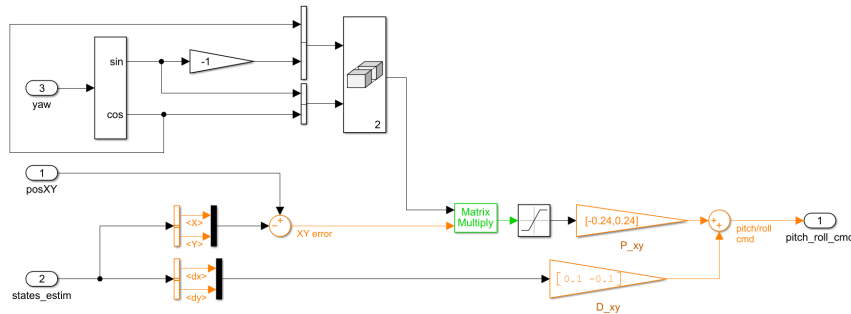 sin
-1
3
yaw
cos
2
1
posXY
<X>
<Y>
+
−
XY error
Matrix
Multiply
[-0.24,0.24]
P_xy
+
+
pitch/roll
cmd
1
pitch_roll_cmd
2
states_estim
<dx>
<dy>
[ 0.1 -0.1 ]
D_xy